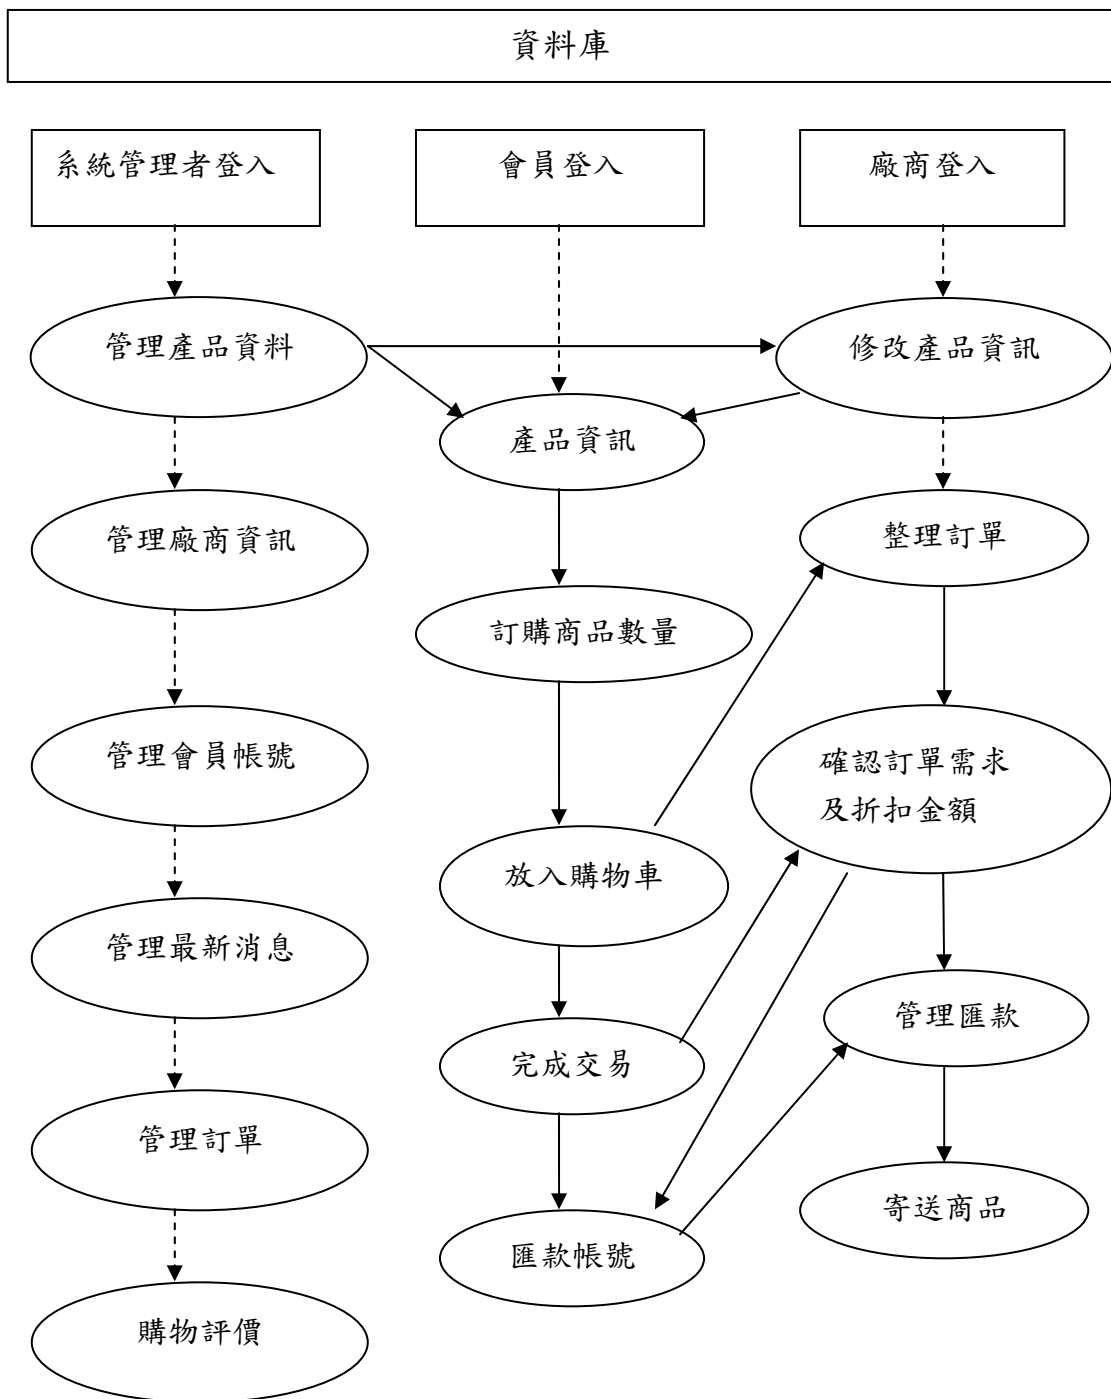 資料庫
系統管理者登入
會員登入
廠商登入
管理產品資料
修改產品資訊
產品資訊
管理廠商資訊
整理訂單
訂購商品數量
管理會員帳號
確認訂單需求
及折扣金額
放入購物車
管理最新消息
管理匯款
完成交易
管理訂單
寄送商品
匯款帳號
購物評價